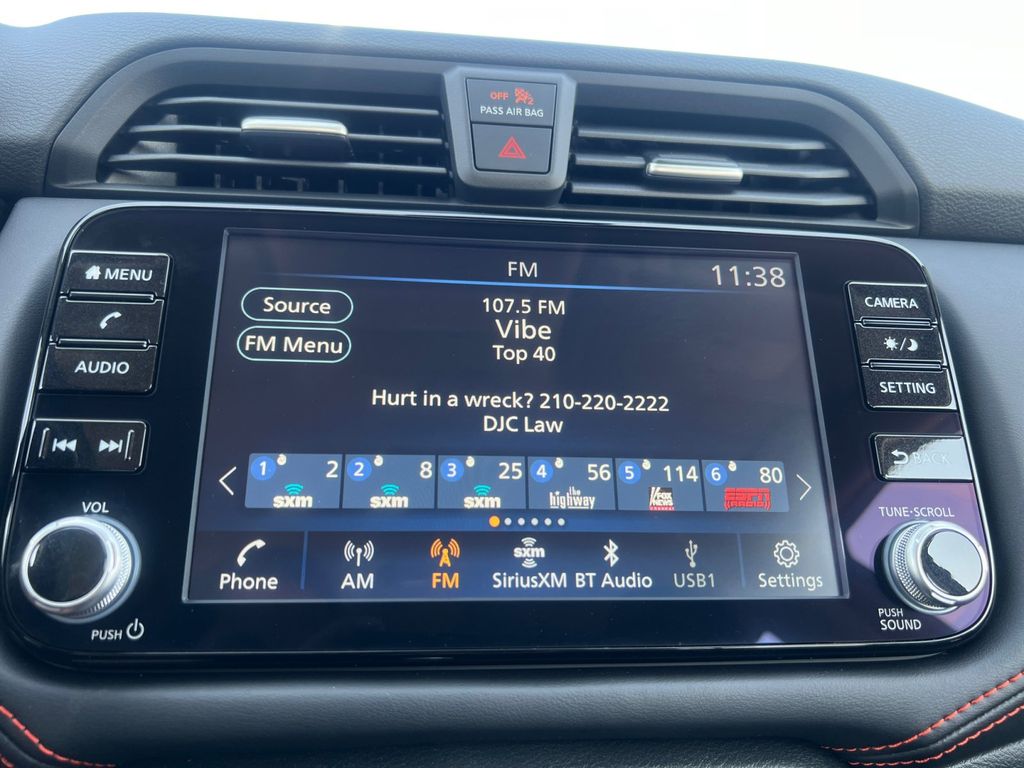 OFF 2
PASS AIR BAG
MENU
AUDIO
VOL
PUSH
FM
11:38
Source
FM Menu
107.5 FM
Vibe
Top 40
Hurt in a wreck? 210-220-2222
DJC Law
1 2 sxm
2 8 sxm
3 25 sxm
4 56 the highway
5 114 FOX NEWS channel
6 80 ESPN RADIO
Phone
AM
FM
sxm
SiriusXM
BT Audio
USB1
Settings
CAMERA
SETTING
BACK
TUNE·SCROLL
PUSH
SOUND